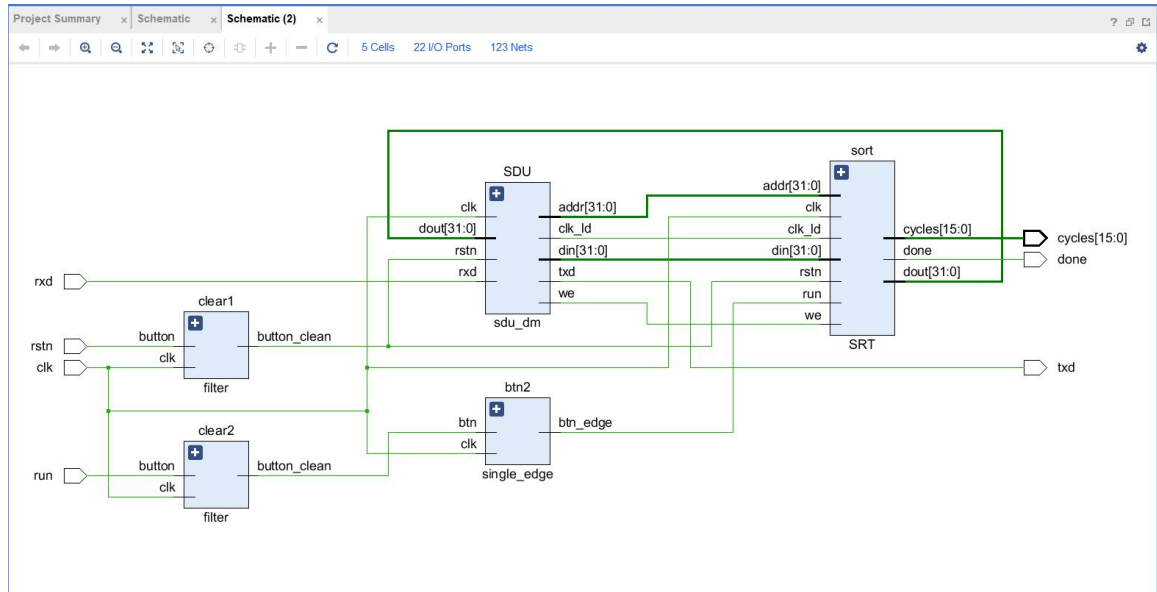 Project Summary × Schematic × Schematic (2) ×
? 
5 Cells 22 I/O Ports 123 Nets
sort
SDU
addr[31:0]
clk addr[31:0] clk
dout[31:0] clk_ld clk_ld cycles[15:0] cycles[15:0]
rstn din[31:0] din[31:0] done done
rxd txd rstn dout[31:0]
rxd
we run
clear1 sdu_dm we
button button_clean SRT
rstn
clk clk txd
filter btn2
clear2 btn btn_edge
clk
button button_clean single_edge
run
clk
filter